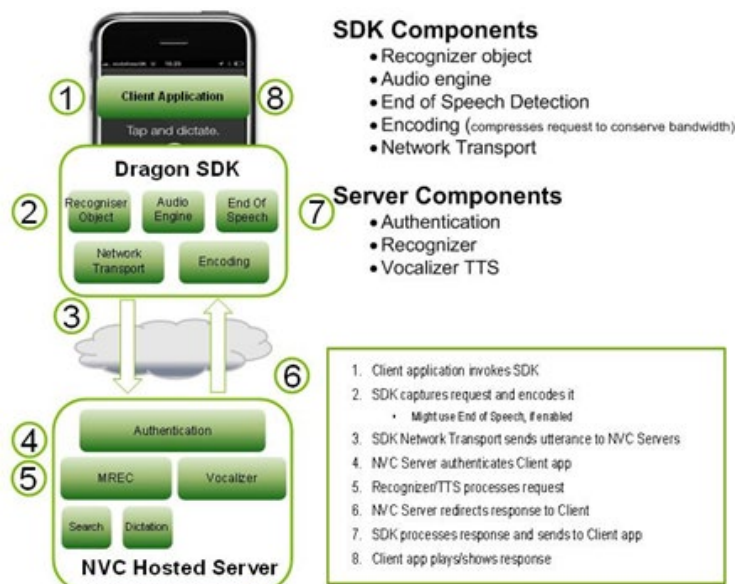 SDK Components
• Recognizer object
• Audio engine
• End of Speech Detection
• Encoding (compresses request to conserve bandwidth)
• Network Transport
Server Components
• Authentication
• Recognizer
• Vocalizer TTS
1
Client Application
8
Tap and dictate.
Dragon SDK
2
Recogniser
Object
Audio
Engine
End Of
Speech
7
Network
Transport
Encoding
3
6
4
Authentication
5
MREC
Vocalizer
Search
Dictation
NVC Hosted Server
1. Client application invokes SDK
2. SDK captures request and encodes it
• Might use End of Speech, if enabled
3. SDK Network Transport sends utterance to NVC Servers
4. NVC Server authenticates Client app
5. Recognizer/TTS processes request
6. NVC Server redirects response to Client
7. SDK processes response and sends to Client app
8. Client app plays/shows response